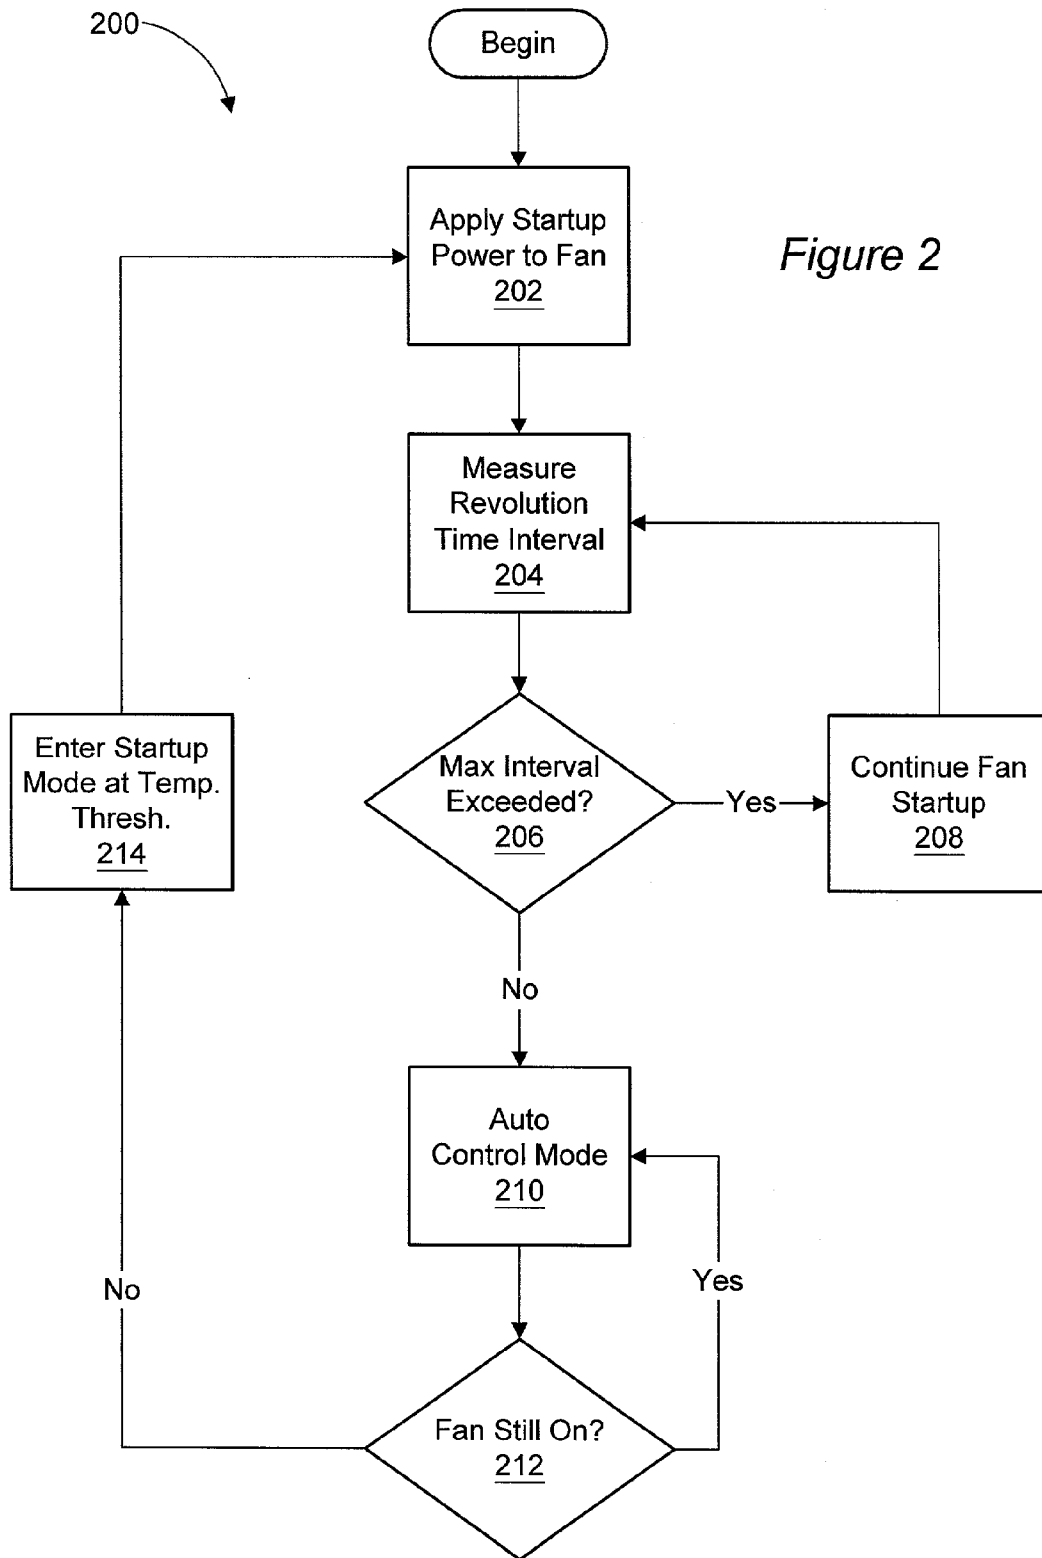 200
Begin
Apply Startup
Power to Fan
202
Figure 2
Measure
Revolution
Time Interval
204
Enter Startup
Mode at Temp.
Thresh.
214
Max Interval
Exceeded?
206
Yes
Continue Fan
Startup
208
No
Auto
Control Mode
210
No
Yes
Fan Still On?
212